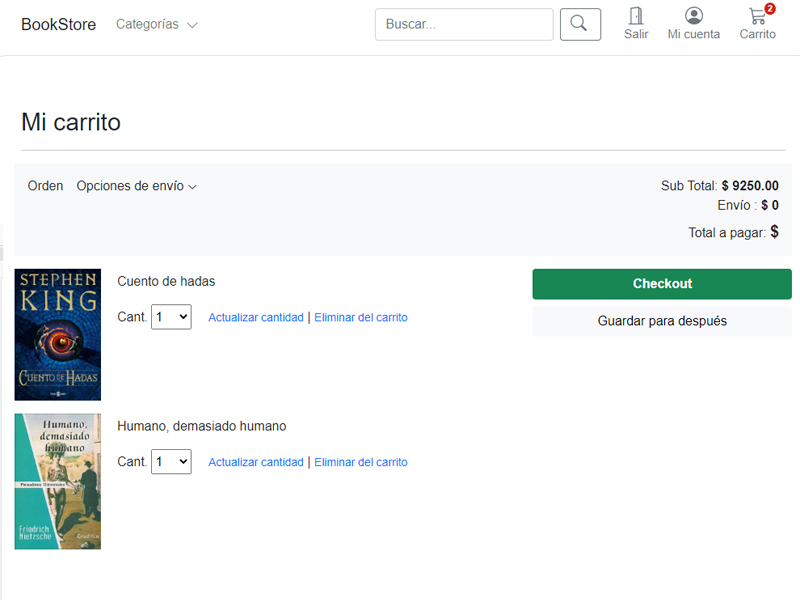 BookStore Categorías Buscar... Salir Mi cuenta Carrito 2
Mi carrito
Orden Opciones de envío
Sub Total: $ 9250.00
Envío : $ 0
Total a pagar: $
STEPHEN
KING
CUENTO DE HADAS
Cuento de hadas
Cant. 1 Actualizar cantidad | Eliminar del carrito
Checkout
Guardar para después
Humano,
demasiado
humano
Friedrich
Nietzsche
Humano, demasiado humano
Cant. 1 Actualizar cantidad | Eliminar del carrito